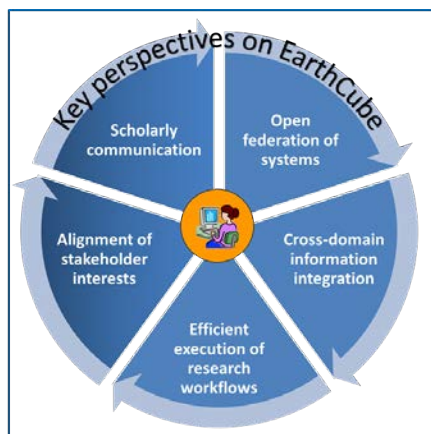 Key perspectives on EarthCube
Scholarly
communication
Open
federation of
systems
Alignment of
stakeholder
interests
Cross-domain
information
integration
Efficient
execution of
research
workflows